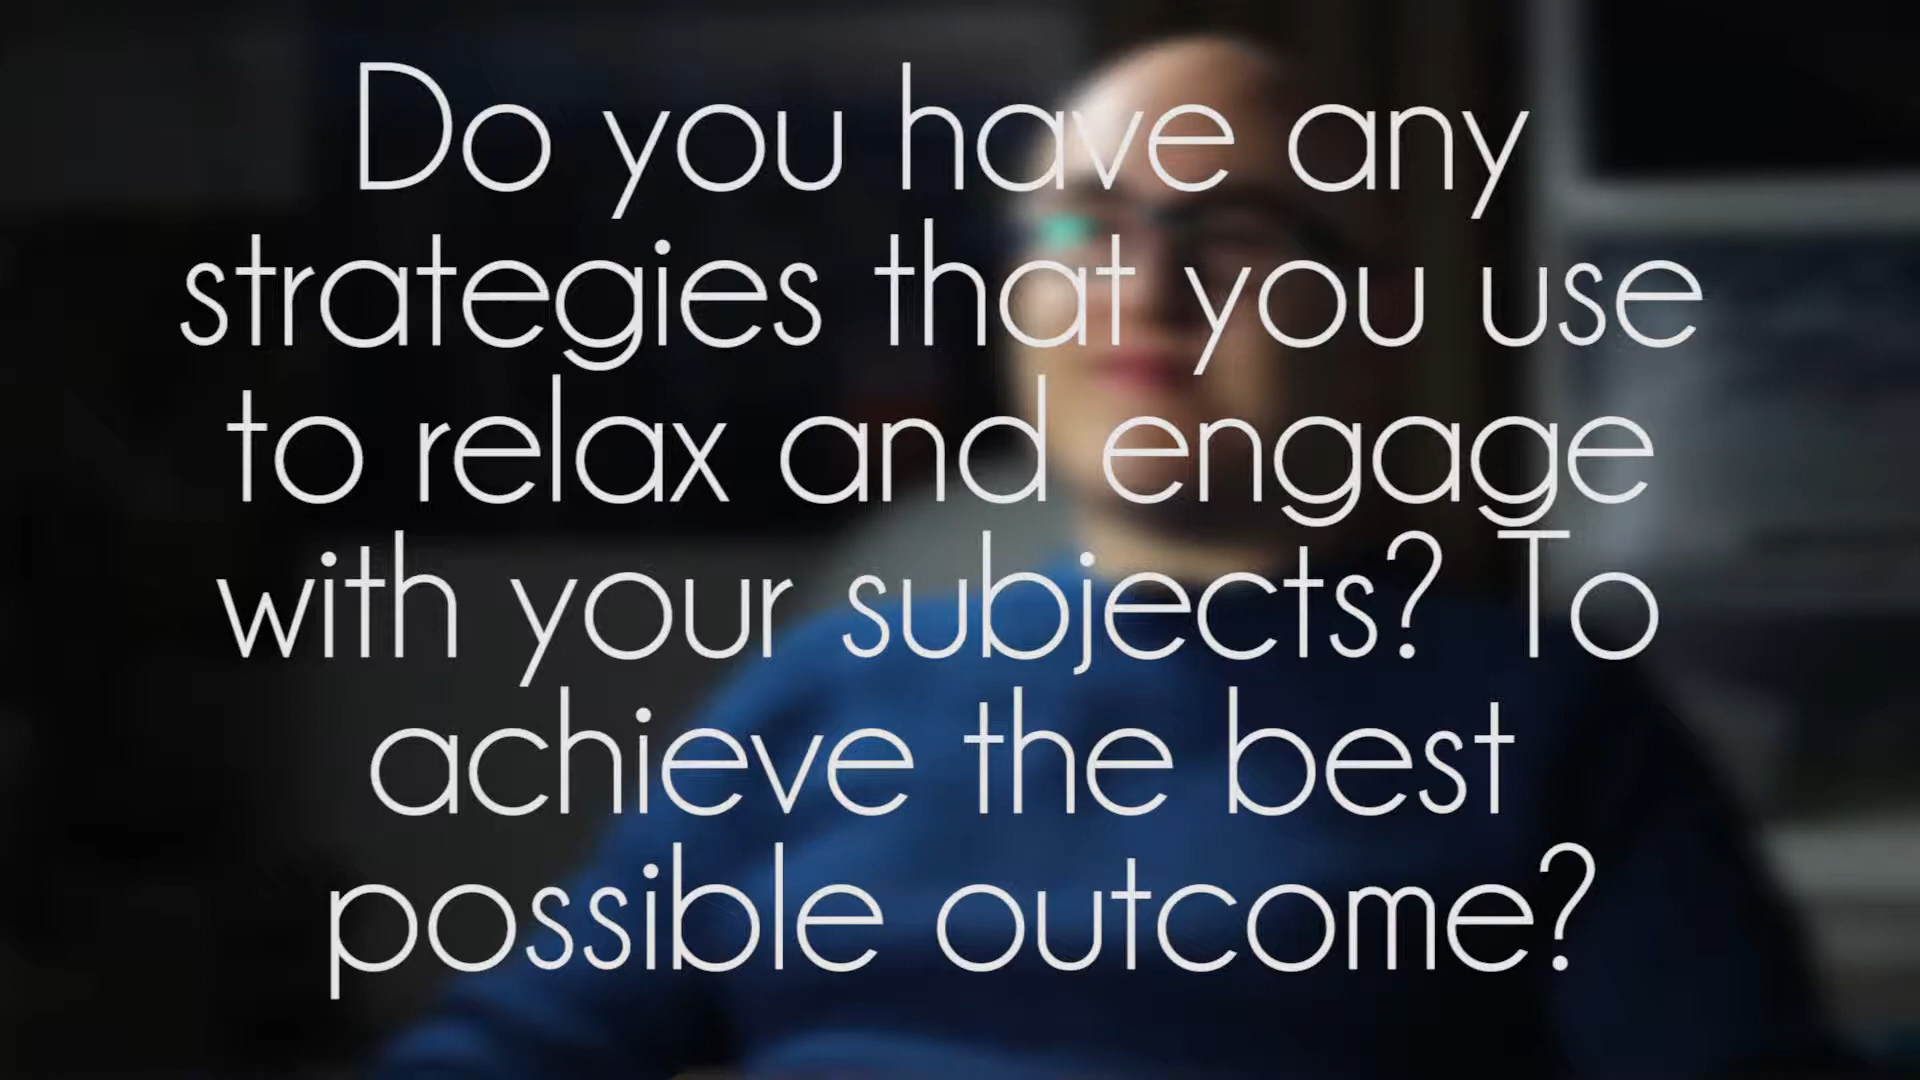 Do you have any
strategies that you use
to relax and engage
with your subjects? To
achieve the best
possible outcome?